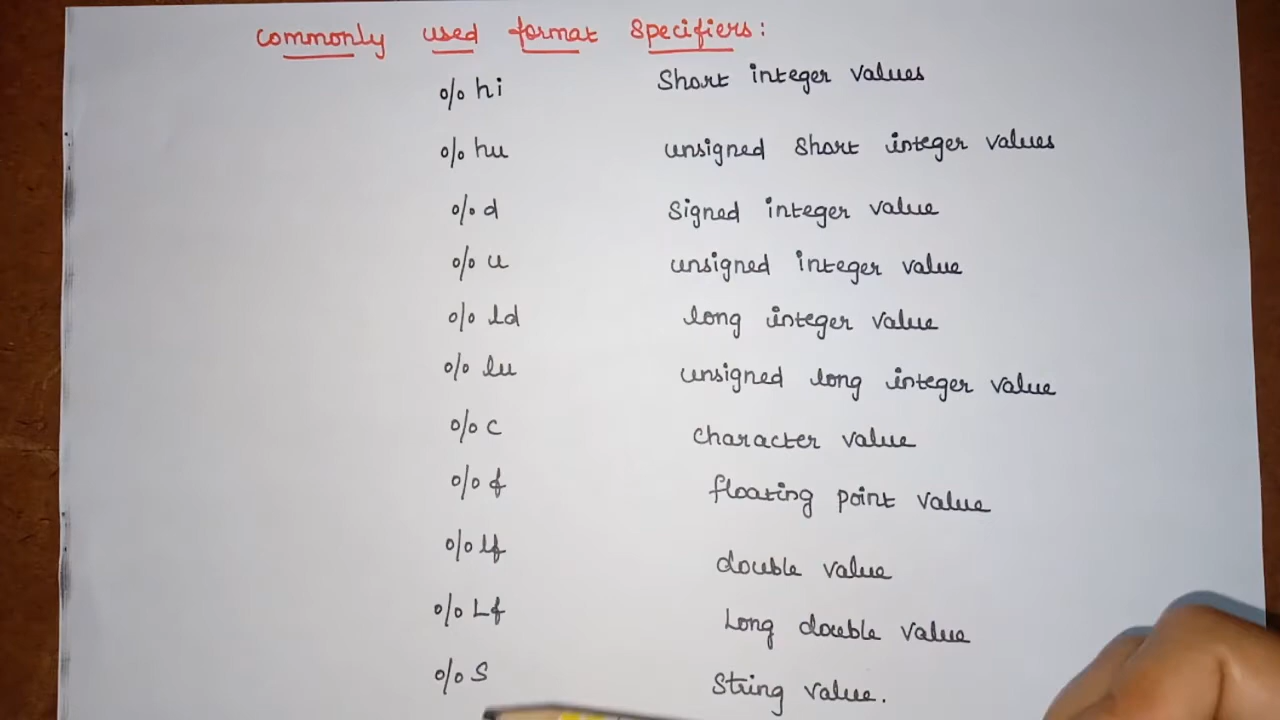 commonly used format specifiers:
% hi short integer values
% hu unsigned short integer values
% d signed integer value
% u unsigned integer value
% ld long integer value
% lu unsigned long integer value
% c character value
% f floating point value
% lf double value
% Lf Long double value
% s string value.